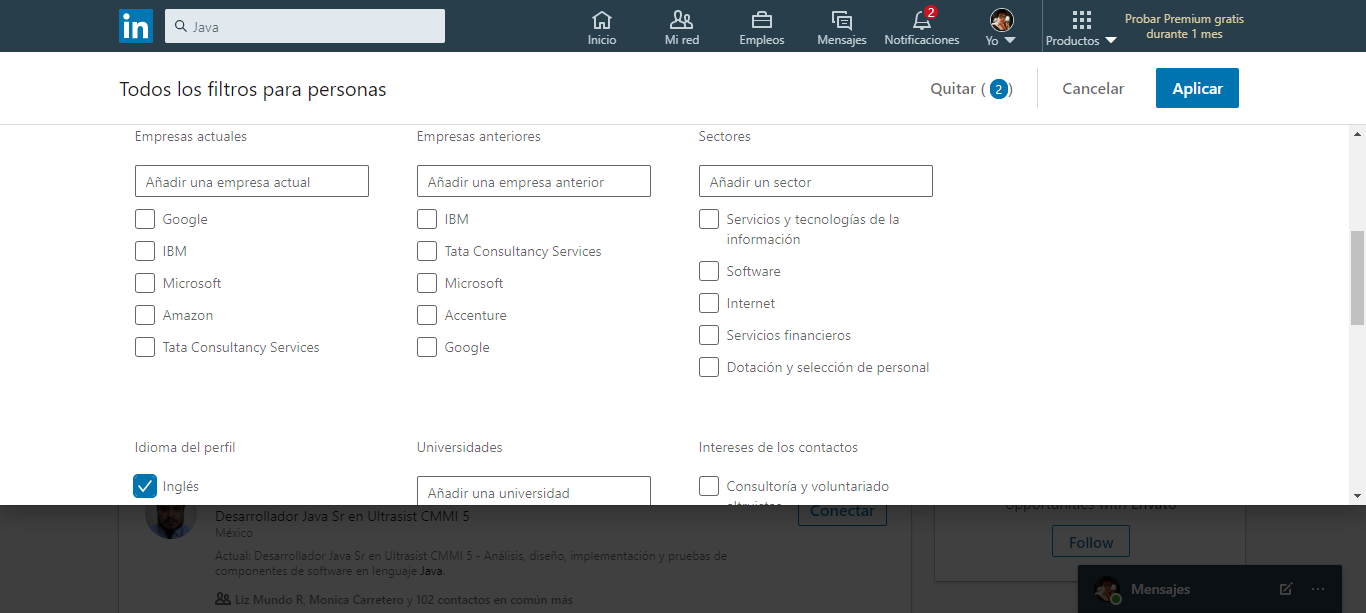 in
Java
Inicio
Mi red
Empleos
Mensajes
2
Notificaciones
Yo
Productos
Probar Premium gratis
durante 1 mes
Todos los filtros para personas
Quitar (2)
Cancelar
Aplicar
Empresas actuales
Empresas anteriores
Sectores
Añadir una empresa actual
Añadir una empresa anterior
Añadir un sector
Google
IBM
Microsoft
Amazon
Tata Consultancy Services
IBM
Tata Consultancy Services
Microsoft
Accenture
Google
Servicios y tecnologías de la
información
Software
Internet
Servicios financieros
Dotación y selección de personal
Idioma del perfil
Universidades
Intereses de los contactos
Inglés
Añadir una universidad
Consultoría y voluntariado
altruistas
Desarrollador Java Sr en Ultrasist CMMI 5
México
Actual: Desarrollador Java Sr en Ultrasist CMMI 5 - Análisis, diseño, implementación y pruebas de
componentes de software en lenguaje Java.
Liz Mundo R, Monica Carretero y 102 contactos en común más
Conectar
Opportunities with Envato
Follow
Mensajes